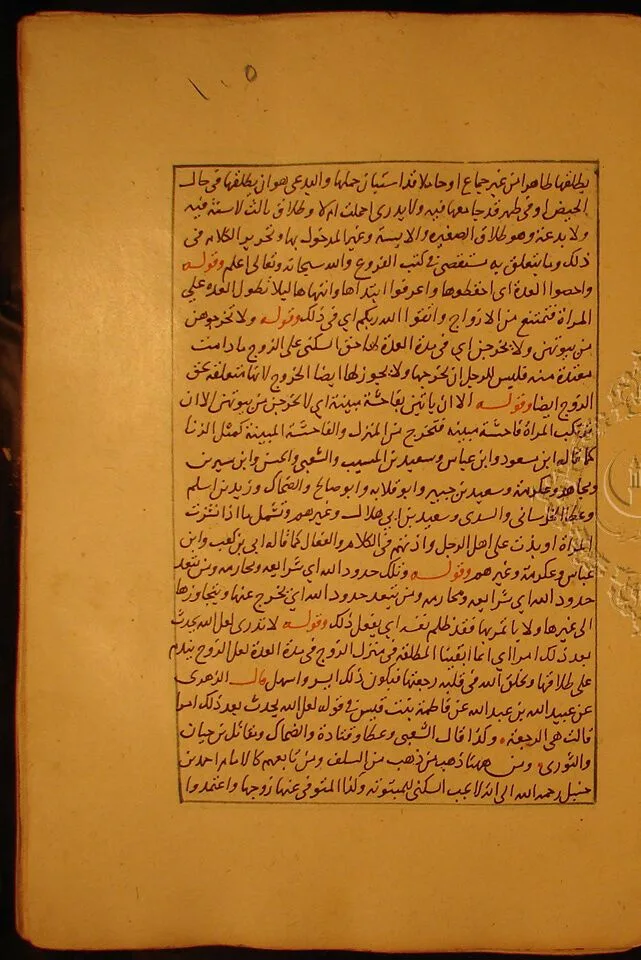 ١٠٥
يطلقها طاهرا من غير جماع او حاملا قد استبان حملها والبدعي هو ان يطلقها في حال
الحيض او في طهر قد جامعها فيه ولا يدري احملت ام لا وطلاق ثالث لا سنة فيه
ولا بدعة وهو طلاق الصغيرة والايسة وغير المدخول بها وتحرير الكلام في
ذلك وما يتعلق به مستقصى في كتب الفروع والله سبحانه وتعالى اعلم وقوله
واحصوا العدة اي احفظوها واعرفوا ابتداها وانتهاها ليلا تطول العدة على
المراة فتمتنع من الازواج واتقوا الله ربكم اي في ذلك وقوله ولا تخرجوهن
من بيوتهن ولا يخرجن اي في مدة العدة لها حق السكنى على الزوج ما دامت
معتدة منه فليس للرجل ان يخرجها ولا يجوز لها ايضا الخروج لانها متعلقة بحق
الزوج ايضا وقوله الا ان ياتين بفاحشة مبينة اي لا يخرجن من بيوتهن الا ان
ترتكب المراة فاحشة مبينة فتخرج من المنزل والفاحشة المبينة تشمل الزنا
كما قاله ابن مسعود وابن عباس وسعيد بن المسيب والشعبي والحسن وابن سيرين
ومجاهد وعكرمة وسعيد بن جبير وابو قلابه وابو صالح والضحاك وزيد بن اسلم
وعطا الخراساني والسدي وسعيد بن ابي هلال وغيرهم وتشمل ما اذا نشزت
المراة او بذت على اهل الرجل واذتهم في الكلام والفعال كما قاله ابي بن كعب وابن
عباس وعكرمة وغيرهم وقوله وتلك حدود الله اي شرايعه ومحارمه ومن يتعد
حدود الله اي شرايعه ومحارمه ومن يتعد حدود الله اي يخرج عنها ويتجاوزها
الى غيرها ولا ياتمر بها فقد ظلم نفسه اي بفعل ذلك وقوله لا تدري لعل الله يحدث
بعد ذلك امرا اي انما ابقينا المطلقة في منزل الزوج في مدة العدة لعل الزوج يندم
على طلاقها ويخلق الله في قلبه رجعتها فيكون ذلك ايسر واسهل قال الزهري
عن عبيد الله بن عبد الله عن فاطمة بنت قيس في قوله لعل الله يحدث بعد ذلك امرا
قالت هي الرجعة وكذا قال الشعبي وعطا وقتادة والضحاك ومقاتل بن حيان
والثوري ومن ههنا ذهب من ذهب من السلف ومن تابعهم كالامام احمد بن
حنبل رحمه الله الى انه لا يجب السكنى للمبتوته وكذا المتوفى عنها زوجها واعتمدوا